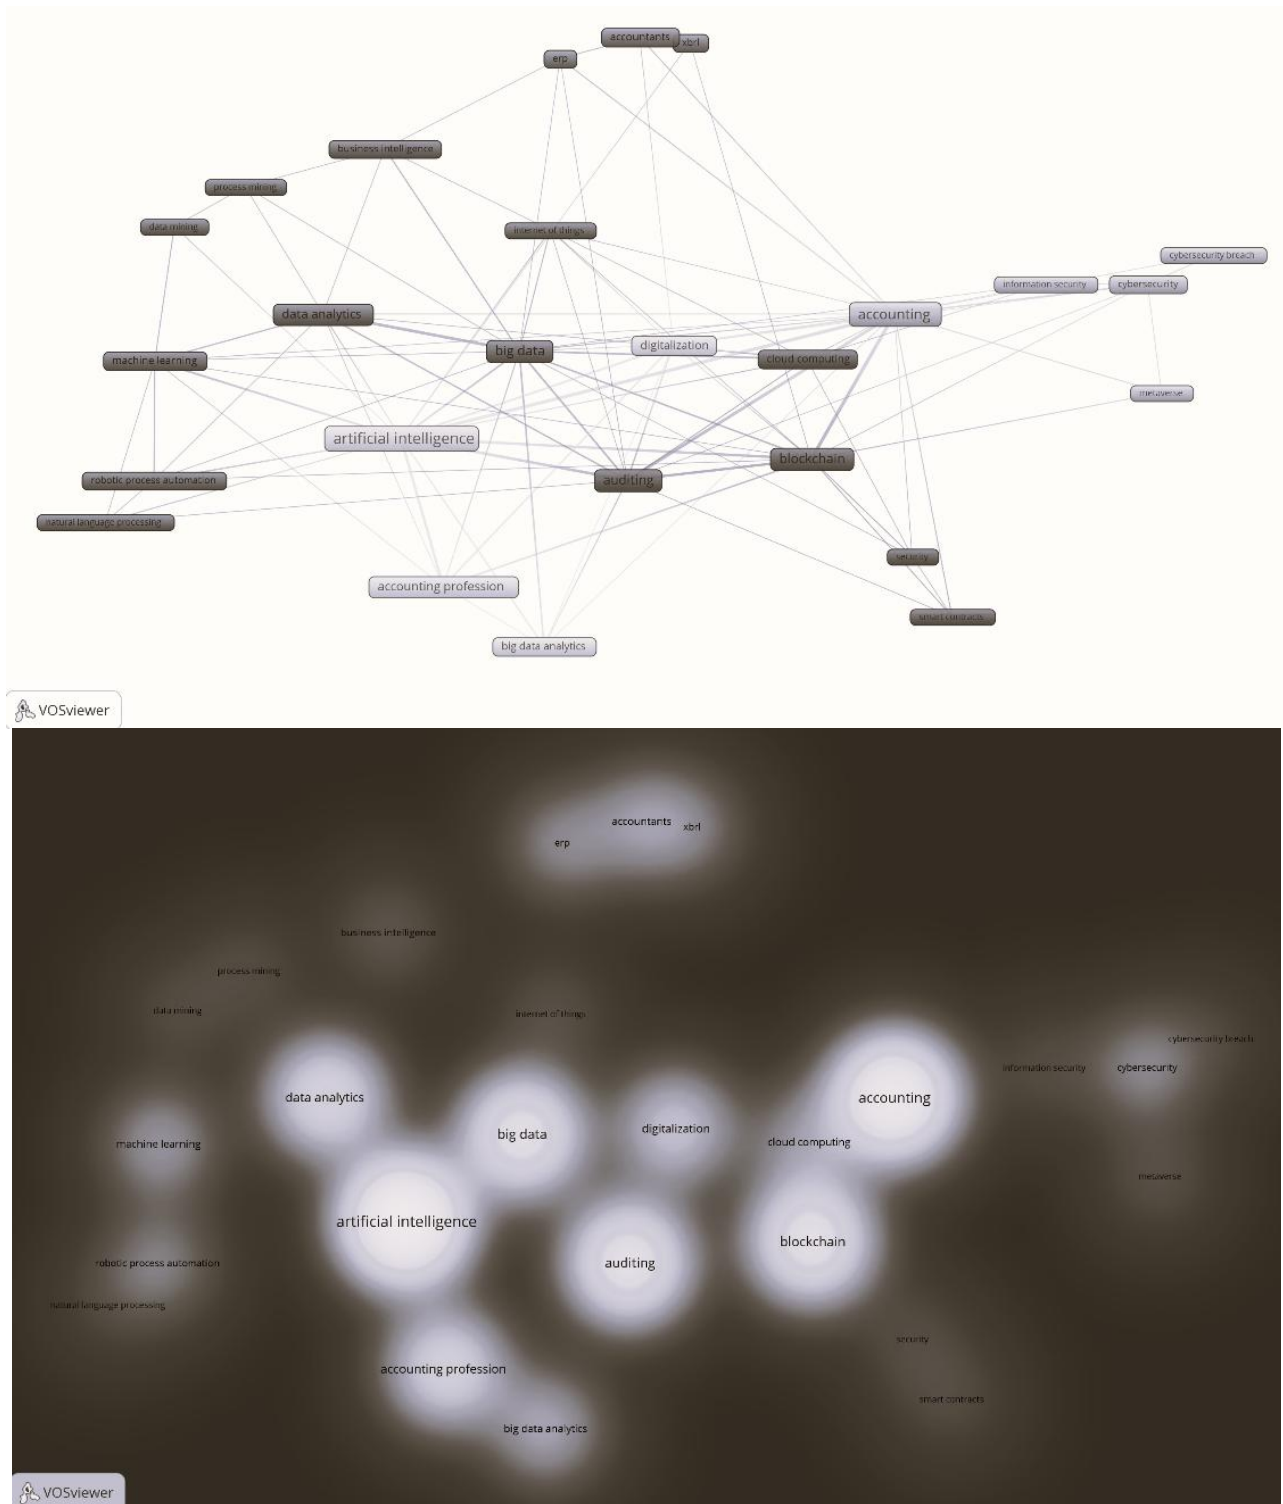 accountants
xbrl
erp
business intelligence
process mining
data mining
internet of things
cybersecurity breach
information security
cybersecurity
data analytics
accounting
big data
digitalization
cloud computing
machine learning
metaverse
artificial intelligence
blockchain
robotic process automation
auditing
natural language processing
security
accounting profession
smart contracts
big data analytics
VOSviewer
accountants
xbrl
erp
business intelligence
process mining
data mining
internet of things
cybersecurity breach
information security
cybersecurity
data analytics
accounting
big data
digitalization
cloud computing
machine learning
metaverse
artificial intelligence
blockchain
auditing
robotic process automation
natural language processing
security
accounting profession
smart contracts
big data analytics
VOSviewer